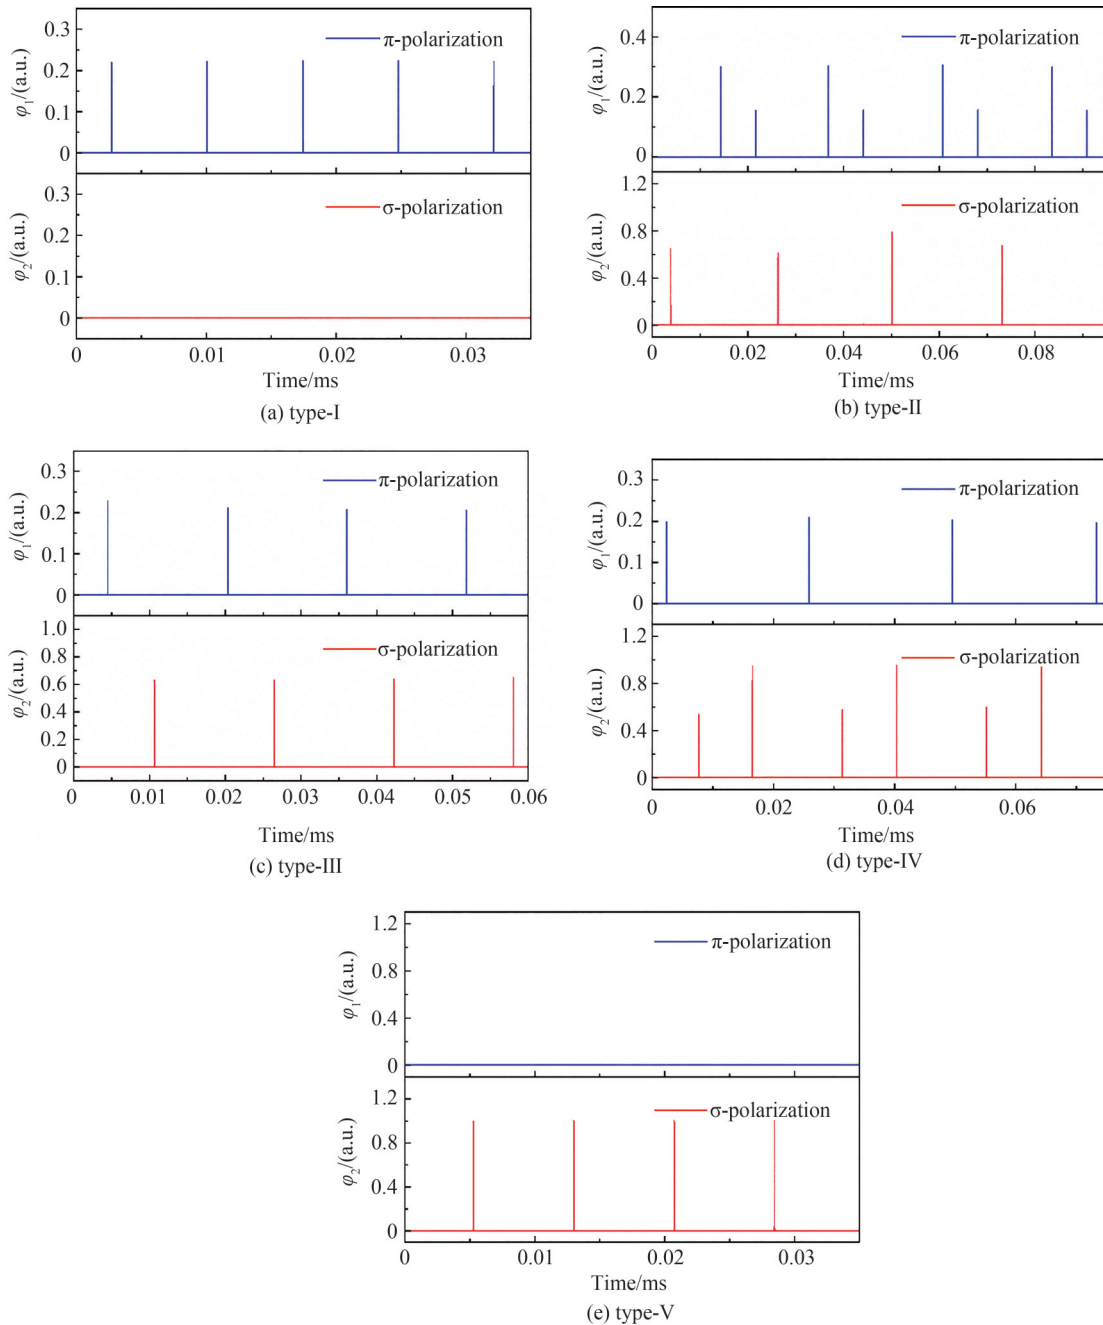 0.3
π-polarization
0.2
0.1
0
φ1/(a.u.)
0.3
σ-polarization
0.2
0.1
0
φ2/(a.u.)
0 0.01 0.02 0.03
Time/ms
(a) type-I
0.4
π-polarization
0.3
0.2
0
φ1/(a.u.)
1.2
σ-polarization
0.8
0.4
0
φ2/(a.u.)
0 0.02 0.04 0.06 0.08
Time/ms
(b) type-II
0.3
π-polarization
0.2
0.1
0
φ1/(a.u.)
1.0
σ-polarization
0.8
0.6
0.4
0.2
0
φ2/(a.u.)
0 0.01 0.02 0.03 0.04 0.05 0.06
Time/ms
(c) type-III
0.3
π-polarization
0.2
0.1
0
φ1/(a.u.)
1.2
σ-polarization
0.8
0.4
0
φ2/(a.u.)
0 0.02 0.04 0.06
Time/ms
(d) type-IV
1.2
π-polarization
0.8
0.4
0
φ1/(a.u.)
1.2
σ-polarization
0.8
0.4
0
φ2/(a.u.)
0 0.01 0.02 0.03
Time/ms
(e) type-V